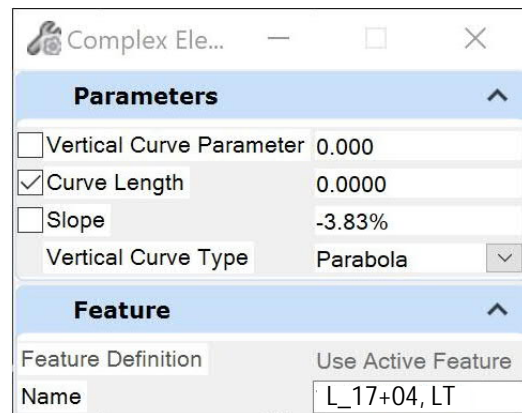 Complex Ele...
Parameters
Vertical Curve Parameter 0.000
Curve Length 0.0000
Slope -3.83%
Vertical Curve Type Parabola
Feature
Feature Definition Use Active Feature
Name L_17+04, LT